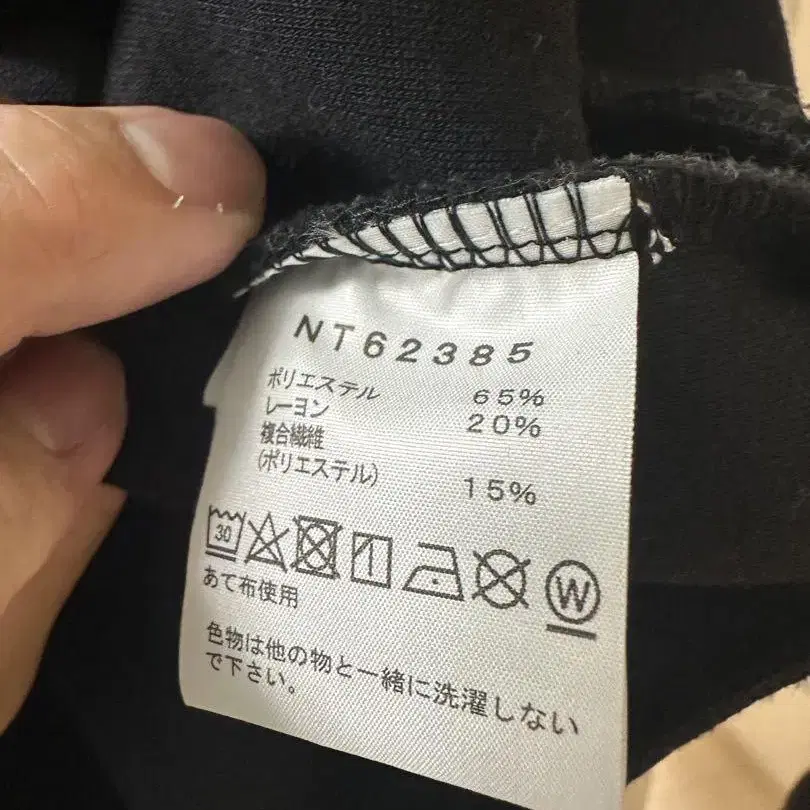 NT62385
ポリエステル 65%
レーヨン 20%
複合繊維
(ポリエステル) 15%
30 W
あて布使用
色物は他の物と一緒に洗濯しない
で下さい。